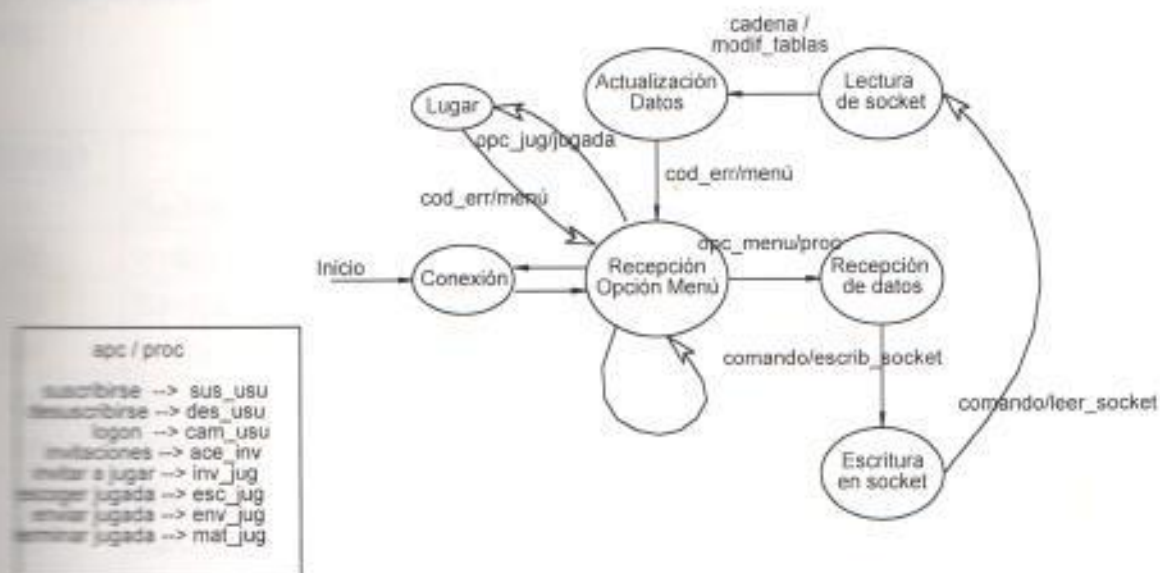 cadena /
modif_tablas
Actualización
Datos
Lectura
de socket
Lugar
opc_jug/jugada
cod_err/menú
cod_err/menú
Inicio
Conexión
Recepción
Opción Menú
opc_menu/proc
Recepción
de datos
comando/escrib_socket
comando/leer_socket
Escritura
en socket
apc / proc
suscribirse --> sus_usu
desuscribirse --> des_usu
logon --> cam_usu
invitaciones --> ace_inv
invitar a jugar --> inv_jug
escoger jugada --> esc_jug
enviar jugada --> env_jug
terminar jugada --> mat_jug